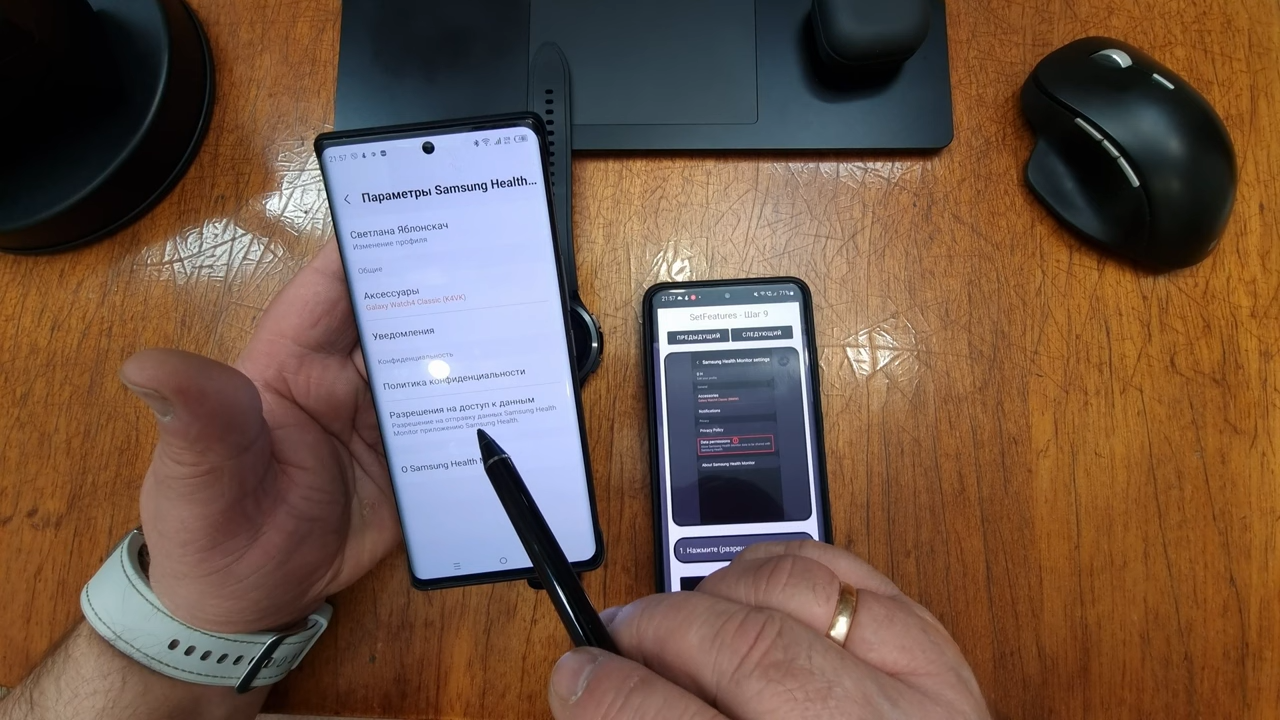 21:57
Параметры Samsung Health...
Светлана Яблонскач
Изменение профиля
Общие
Аксессуары
Galaxy Watch4 Classic (K4VK)
Уведомления
Конфиденциальность
Политика конфиденциальности
Разрешения на доступ к данным
Разрешение на отправку данных Samsung Health
Monitor приложению Samsung Health.
О Samsung Health
21:57
71%
SetFeatures - Шаг 9
ПРЕДЫДУЩИЙ
СЛЕДУЮЩИЙ
Samsung Health Monitor settings
Accessories
Notifications
Privacy Policy
Data permissions
About Samsung Health Monitor
1. Нажмите